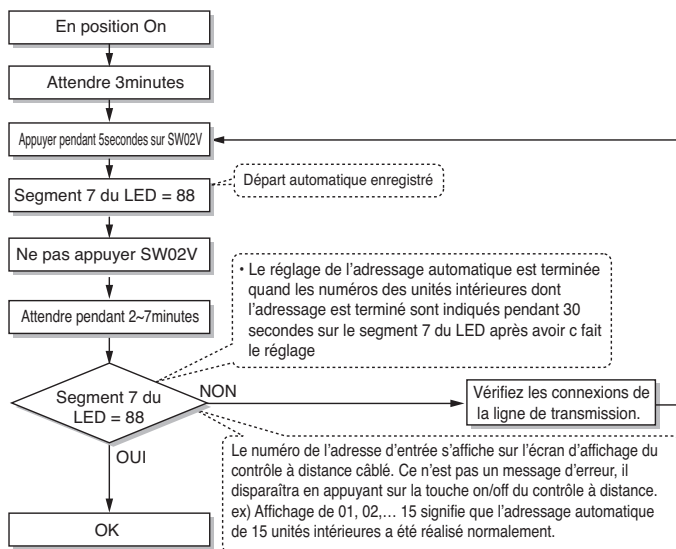 En position On
Attendre 3minutes
Appuyer pendant 5secondes sur SW02V
Segment 7 du LED = 88
Départ automatique enregistré
Ne pas appuyer SW02V
• Le réglage de l'adressage automatique est terminée
quand les numéros des unités intérieures dont
l'adressage est terminé sont indiqués pendant 30
secondes sur le segment 7 du LED après avoir c fait
le réglage
Attendre pendant 2~7minutes
Segment 7 du
LED = 88
NON
Vérifiez les connexions de
la ligne de transmission.
OUI
Le numéro de l'adresse d'entrée s'affiche sur l'écran d'affichage du
contrôle à distance câblé. Ce n'est pas un message d'erreur, il
disparaîtra en appuyant sur la touche on/off du contrôle à distance.
ex) Affichage de 01, 02,... 15 signifie que l'adressage automatique
de 15 unités intérieures a été réalisé normalement.
OK